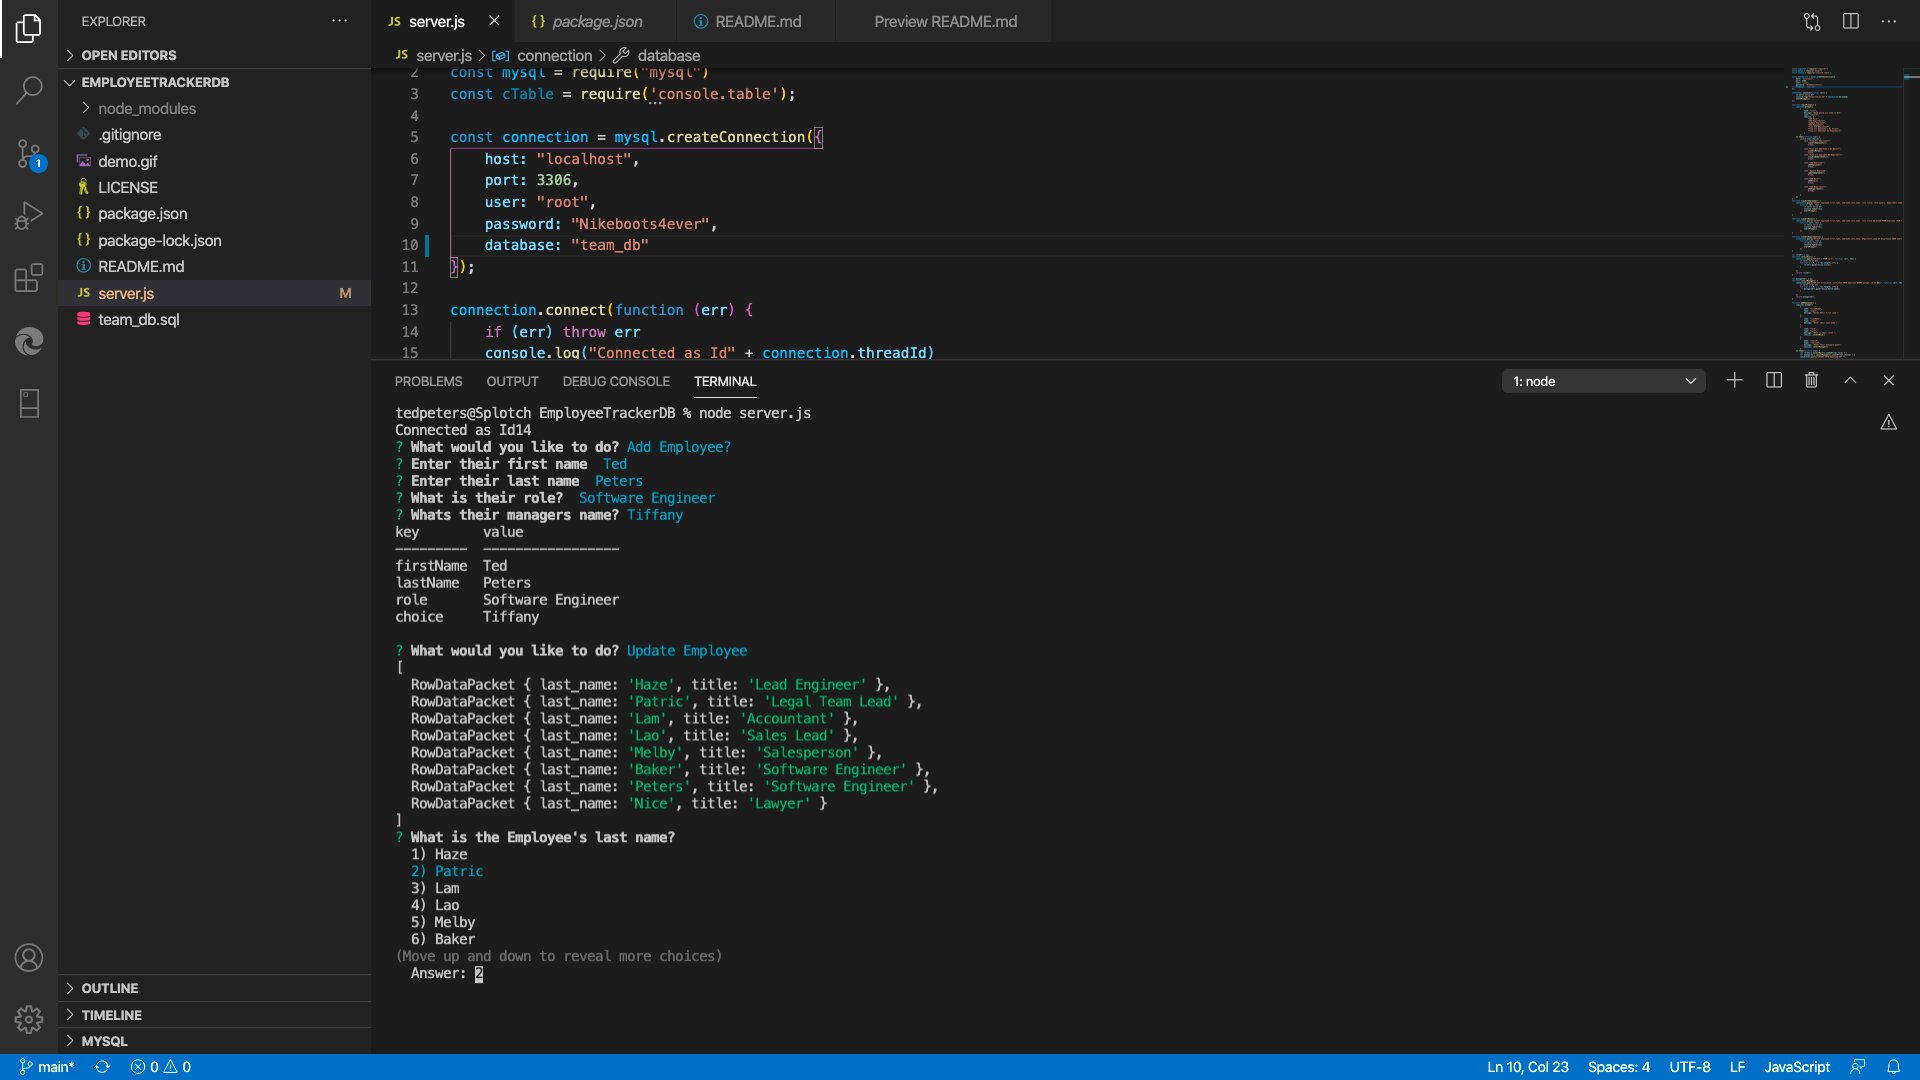 EXPLORER
OPEN EDITORS
EMPLOYEETRACKERDB
node_modules
.gitignore
demo.gif
LICENSE
package.json
package-lock.json
README.md
JS server.js M
team_db.sql
OUTLINE
TIMELINE
MYSQL
1
JS server.js
{} package.json
README.md
Preview README.md
JS server.js > connection > database
2 const mysql = require("mysql")
3 const cTable = require('console.table');
4
5 const connection = mysql.createConnection({
6 host: "localhost",
7 port: 3306,
8 user: "root",
9 password: "Nikeboots4ever",
10 database: "team_db"
11 });
12
13 connection.connect(function (err) {
14 if (err) throw err
15 console.log("Connected as Id" + connection.threadId)
PROBLEMS OUTPUT DEBUG CONSOLE TERMINAL 1: node
tedpeters@Splotch EmployeeTrackerDB % node server.js
Connected as Id14
? What would you like to do? Add Employee?
? Enter their first name Ted
? Enter their last name Peters
? What is their role? Software Engineer
? Whats their managers name? Tiffany
key value
--------- -----------------
firstName Ted
lastName Peters
role Software Engineer
choice Tiffany
? What would you like to do? Update Employee
[
RowDataPacket { last_name: 'Haze', title: 'Lead Engineer' },
RowDataPacket { last_name: 'Patric', title: 'Legal Team Lead' },
RowDataPacket { last_name: 'Lam', title: 'Accountant' },
RowDataPacket { last_name: 'Lao', title: 'Sales Lead' },
RowDataPacket { last_name: 'Melby', title: 'Salesperson' },
RowDataPacket { last_name: 'Baker', title: 'Software Engineer' },
RowDataPacket { last_name: 'Peters', title: 'Software Engineer' },
RowDataPacket { last_name: 'Nice', title: 'Lawyer' }
]
? What is the Employee's last name?
1) Haze
2) Patric
3) Lam
4) Lao
5) Melby
6) Baker
(Move up and down to reveal more choices)
Answer: 2
main* 0 0 Ln 10, Col 23 Spaces: 4 UTF-8 LF JavaScript